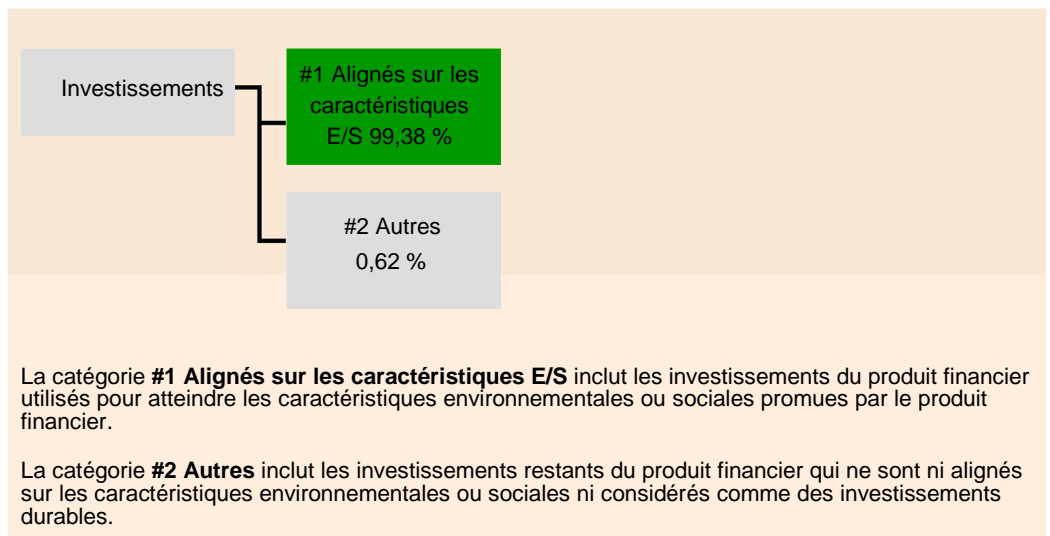 Investissements
#1 Alignés sur les
caractéristiques
E/S 99,38 %
#2 Autres
0,62 %
La catégorie #1 Alignés sur les caractéristiques E/S inclut les investissements du produit financier
utilisés pour atteindre les caractéristiques environnementales ou sociales promues par le produit
financier.
La catégorie #2 Autres inclut les investissements restants du produit financier qui ne sont ni alignés
sur les caractéristiques environnementales ou sociales ni considérés comme des investissements
durables.